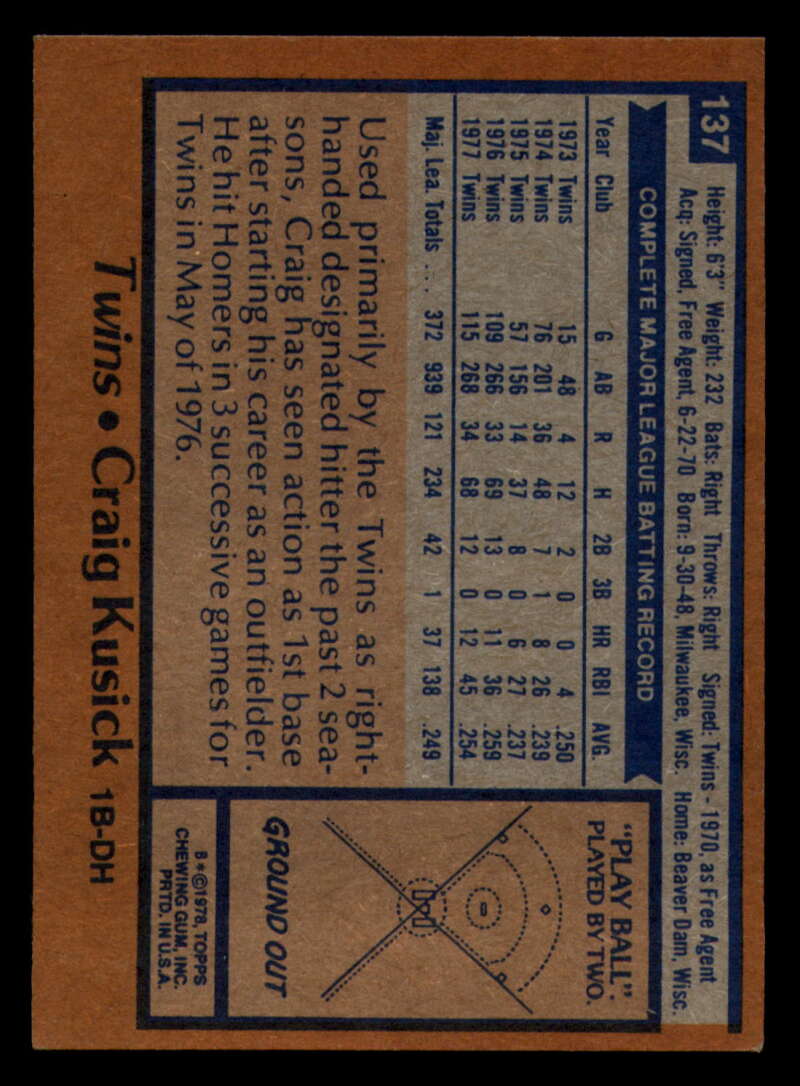 137
Height: 6'3" Weight: 232 Bats: Right Throws: Right Signed: Twins - 1970, as Free Agent
Acq: Signed, Free Agent, 6-22-70 Born: 9-30-48, Milwaukee, Wisc. Home: Beaver Dam, Wisc.
COMPLETE MAJOR LEAGUE BATTING RECORD
Year Club G AB R H 2B 3B HR RBI AVG.
1973 Twins 15 48 4 12 2 0 0 4 .250
1974 Twins 76 201 36 48 7 1 8 26 .239
1975 Twins 57 156 14 37 8 0 6 27 .237
1976 Twins 109 266 33 69 13 0 11 36 .259
1977 Twins 115 268 34 68 12 0 12 45 .254
Maj. Lea. Totals .... 372 939 121 234 42 1 37 138 .249
Used primarily by the Twins as right-
handed designated hitter the past 2 sea-
sons, Craig has seen action as 1st base
after starting his career as an outfielder.
He hit Homers in 3 successive games for
Twins in May of 1976.
"PLAY BALL"
PLAYED BY TWO.
GROUND OUT
B * © 1978, TOPPS
CHEWING GUM, INC.
PRTD. IN U.S.A.
Twins • Craig Kusick 1B-DH